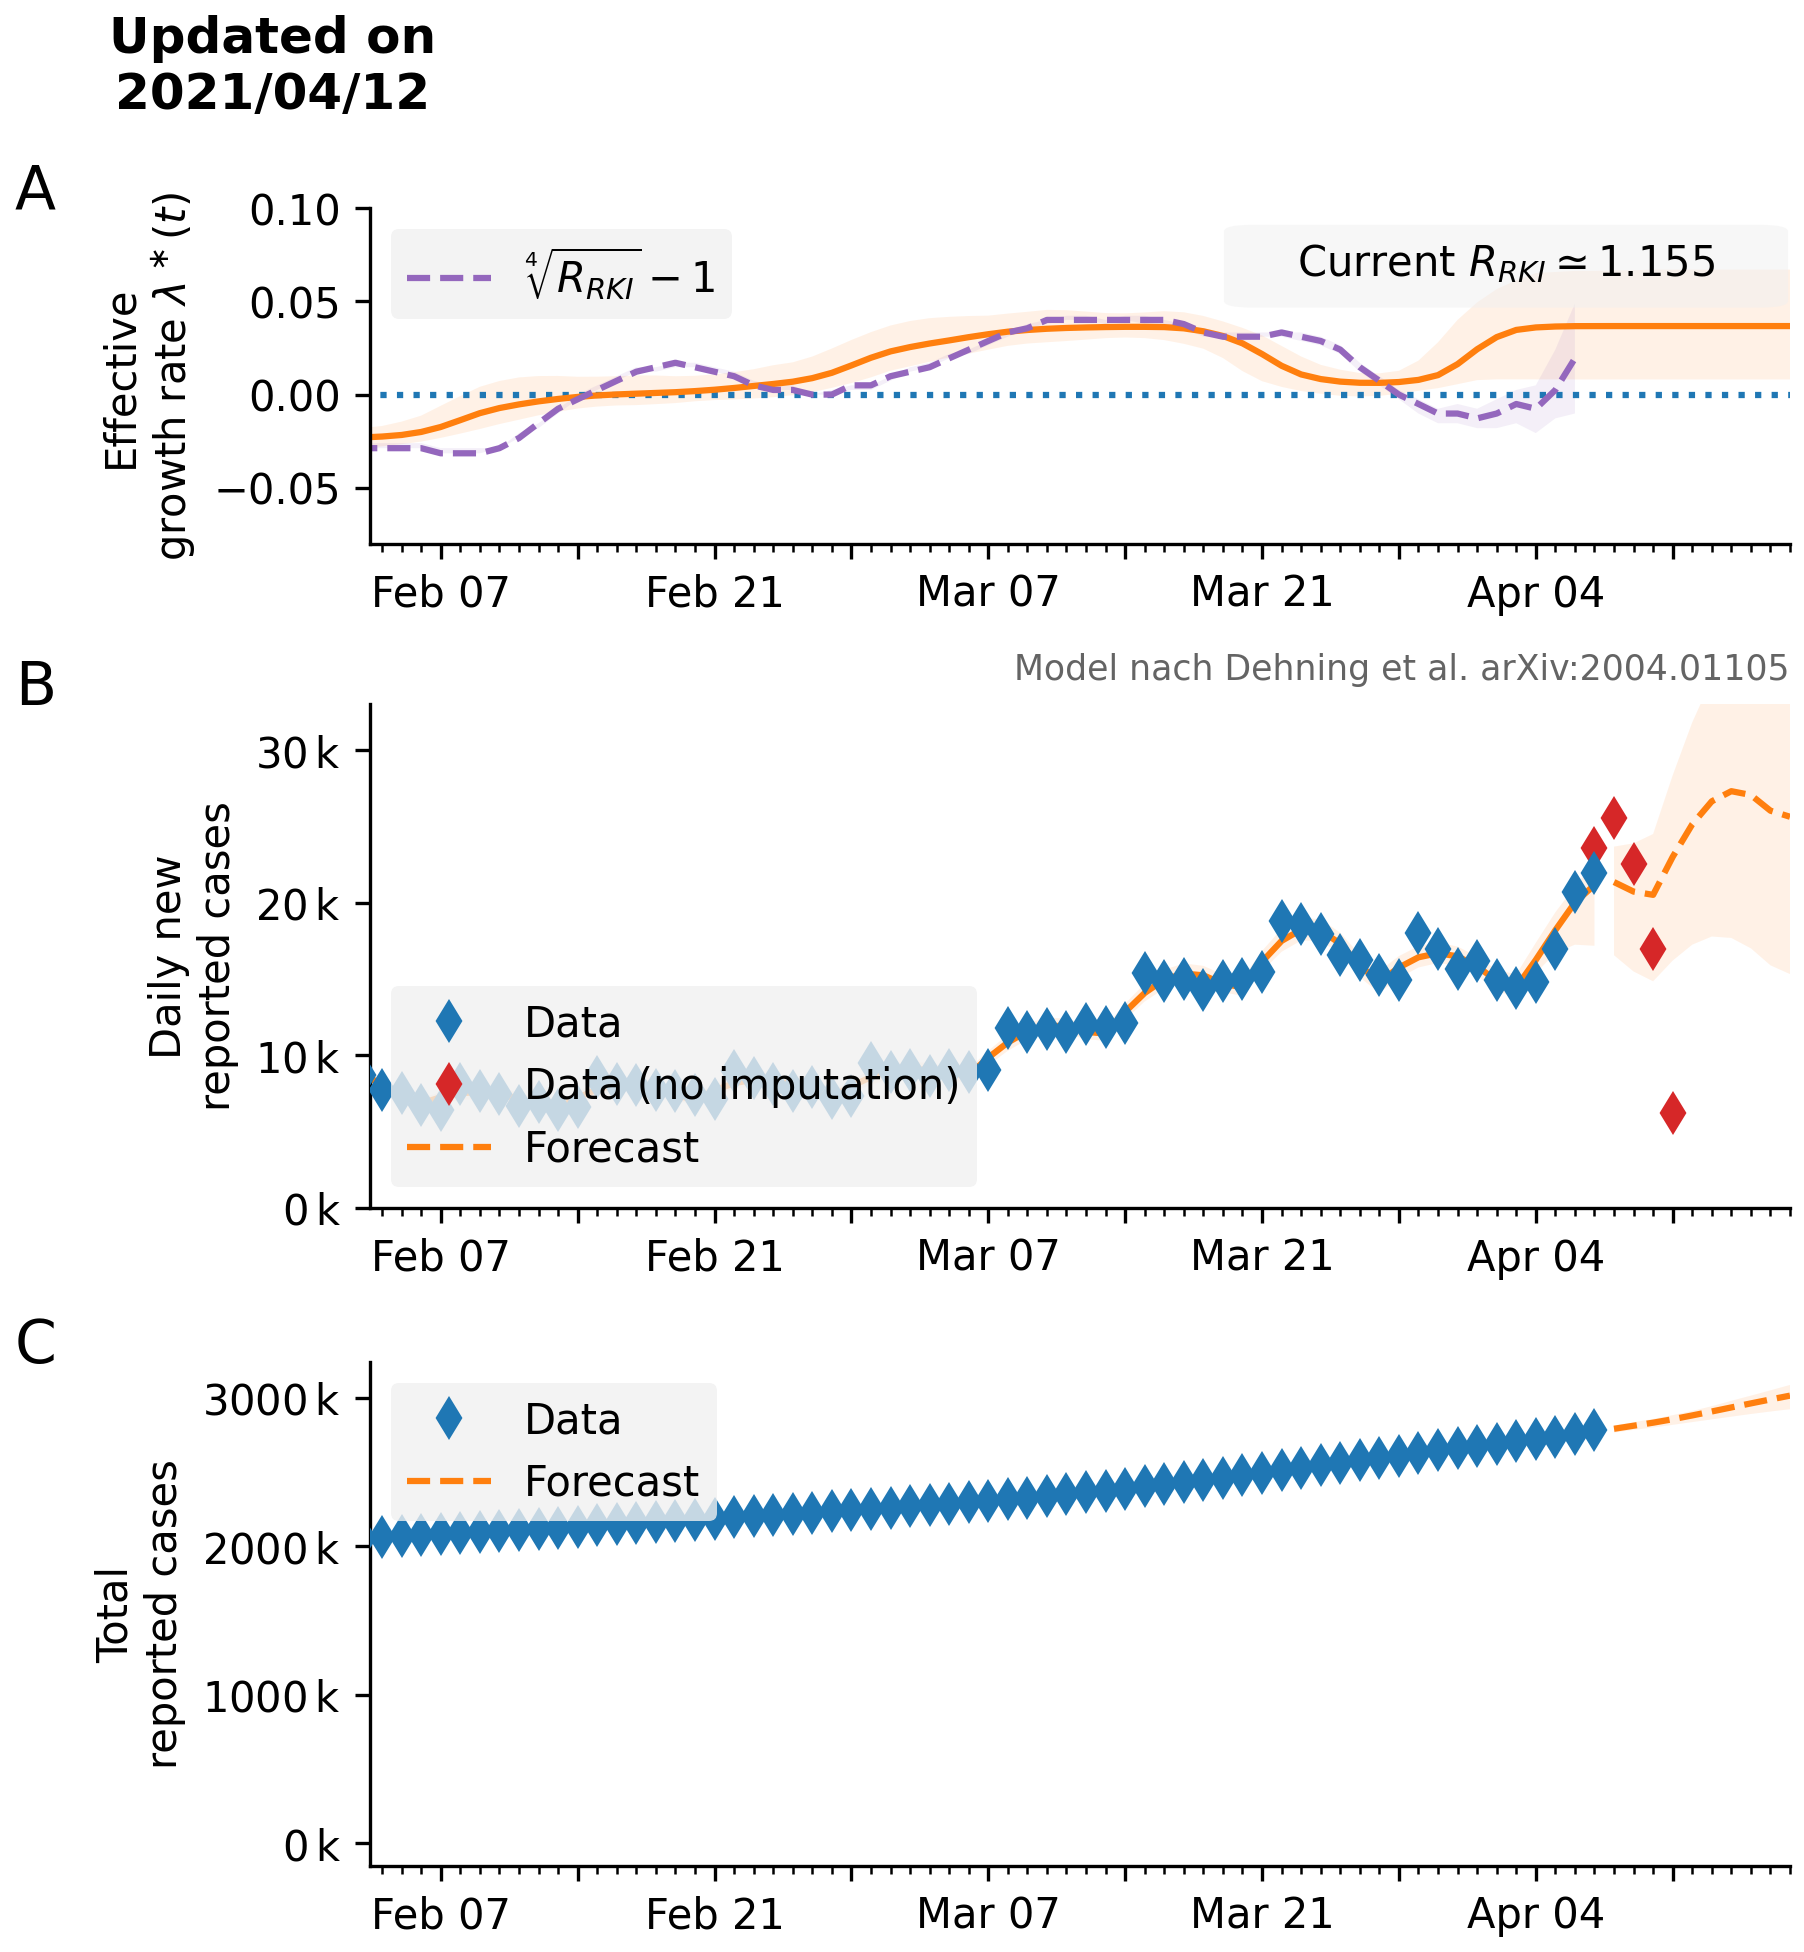 Updated on
2021/04/12
A
Effective
growth rate λ * (t)
0.10
0.05
0.00
−0.05
∜R_RKI − 1
Current R_RKI ≃ 1.155
Feb 07
Feb 21
Mar 07
Mar 21
Apr 04
Model nach Dehning et al. arXiv:2004.01105
B
Daily new
reported cases
30 k
20 k
10 k
0 k
Data
Data (no imputation)
Forecast
Feb 07
Feb 21
Mar 07
Mar 21
Apr 04
C
Total
reported cases
3000 k
2000 k
1000 k
0 k
Data
Forecast
Feb 07
Feb 21
Mar 07
Mar 21
Apr 04